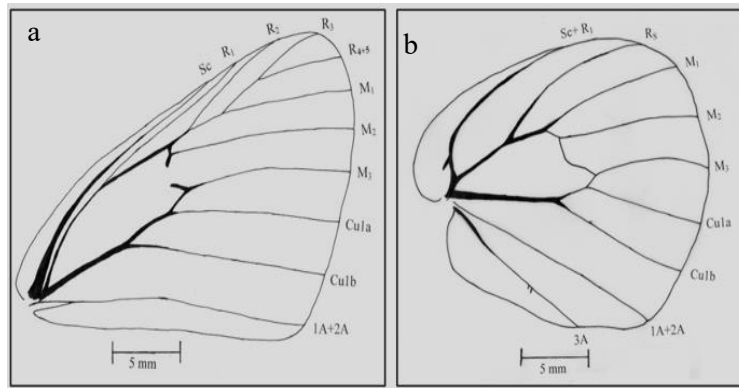 a
Sc
R1
R2
R3
R4+5
M1
M2
M3
Cu1a
Cu1b
1A+2A
5 mm
b
Sc+ R1
RS
M1
M2
M3
Cu1a
Cu1b
1A+2A
3A
5 mm